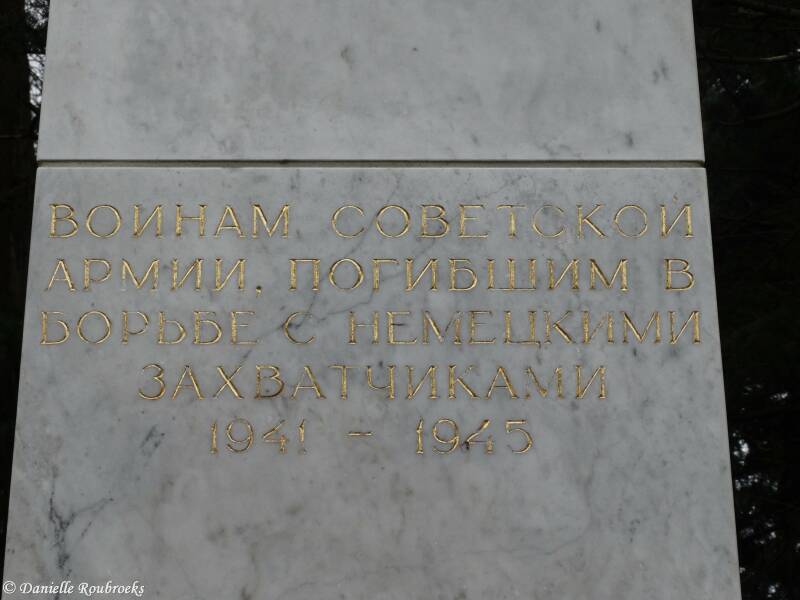 ВОИНАМ СОВЕТСКОЙ
АРМИИ, ПОГИБШИМ В
БОРЬБЕ С НЕМЕЦКИМИ
ЗАХВАТЧИКАМИ
1941 - 1945
© Danielle Roubroeks